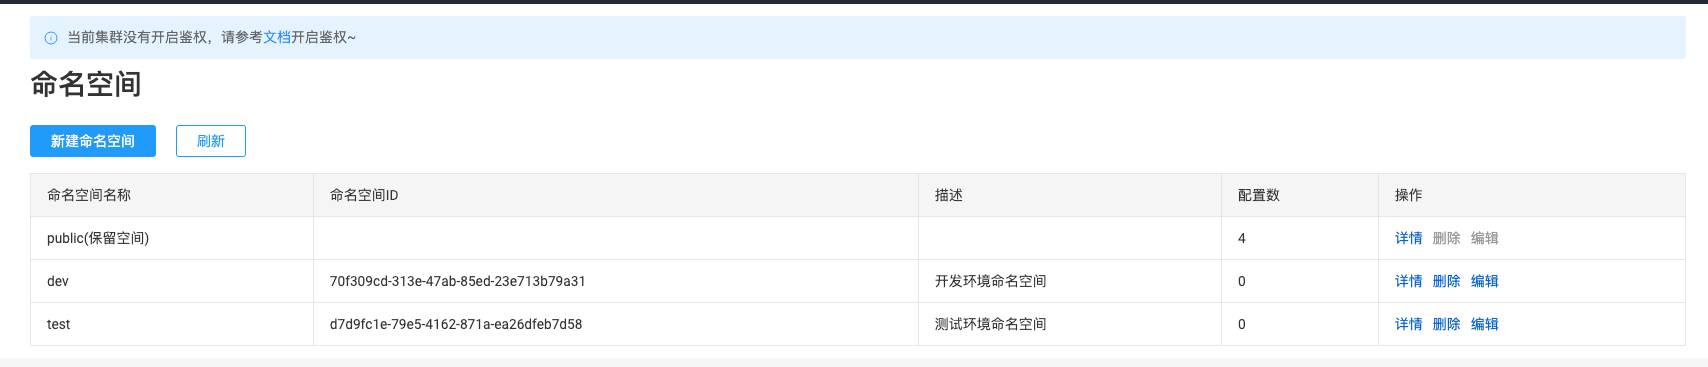 当前集群没有开启鉴权，请参考文档开启鉴权~
命名空间
新建命名空间 刷新
命名空间名称 命名空间ID 描述 配置数 操作
public(保留空间) 4 详情 删除 编辑
dev 70f309cd-313e-47ab-85ed-23e713b79a31 开发环境命名空间 0 详情 删除 编辑
test d7d9fc1e-79e5-4162-871a-ea26dfeb7d58 测试环境命名空间 0 详情 删除 编辑